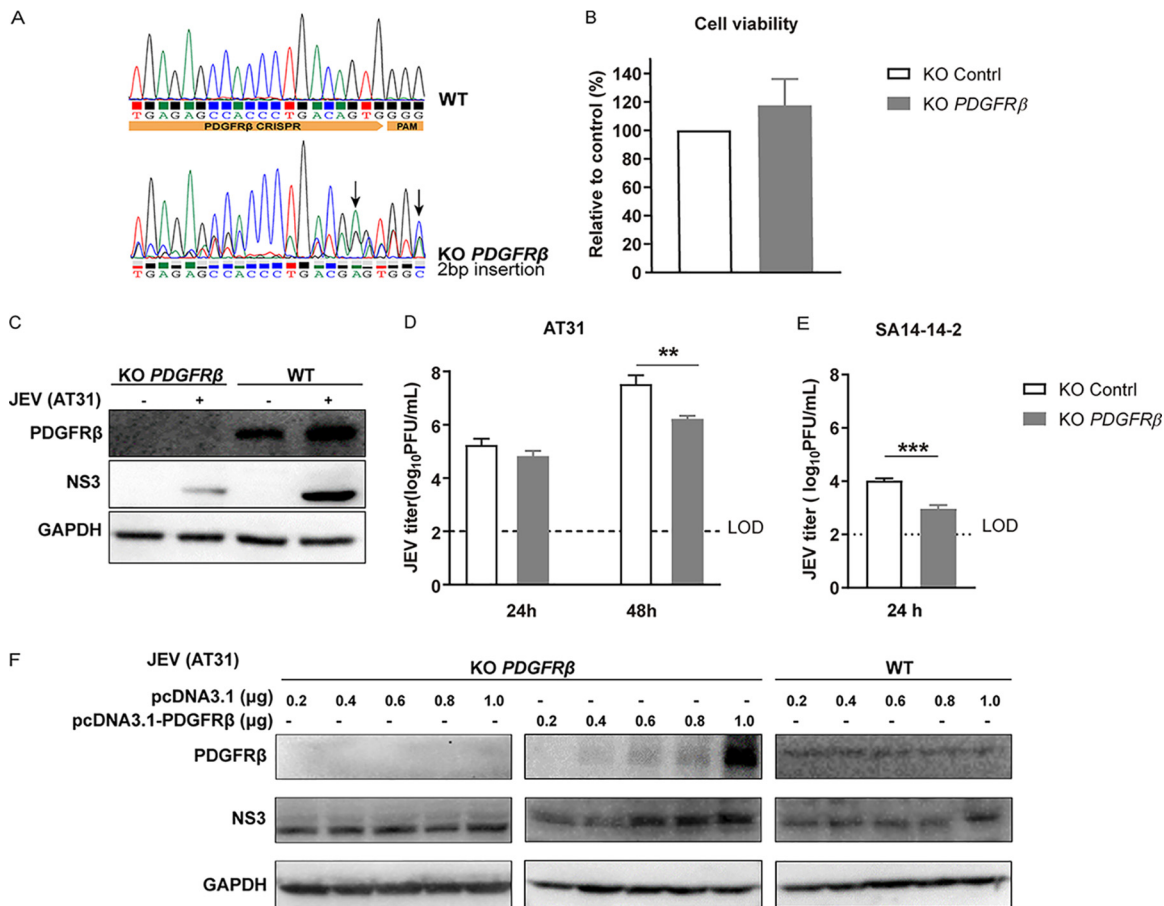 A
TGAGAGCCACCCTGACAGTGGGG
PDGFRβ CRISPR
PAM
WT
TGAGAGCCACCCTGACGAGTGGC
KO PDGFRβ
2bp insertion
B
Cell viability
Relative to control (%)
140
120
100
80
60
40
20
0
KO Contrl
KO PDGFRβ
C
KO PDGFRβ WT
JEV (AT31) - + - +
PDGFRβ
NS3
GAPDH
D
AT31
JEV titer(log10PFU/mL)
8
6
4
2
0
**
LOD
24h 48h
E
SA14-14-2
JEV titer ( log10PFU/mL)
8
6
4
2
0
***
LOD
24 h
KO Contrl
KO PDGFRβ
F
JEV (AT31) KO PDGFRβ WT
pcDNA3.1 (μg) 0.2 0.4 0.6 0.8 1.0 - - - - - 0.2 0.4 0.6 0.8 1.0
pcDNA3.1-PDGFRβ (μg) - - - - - 0.2 0.4 0.6 0.8 1.0 - - - - -
PDGFRβ
NS3
GAPDH